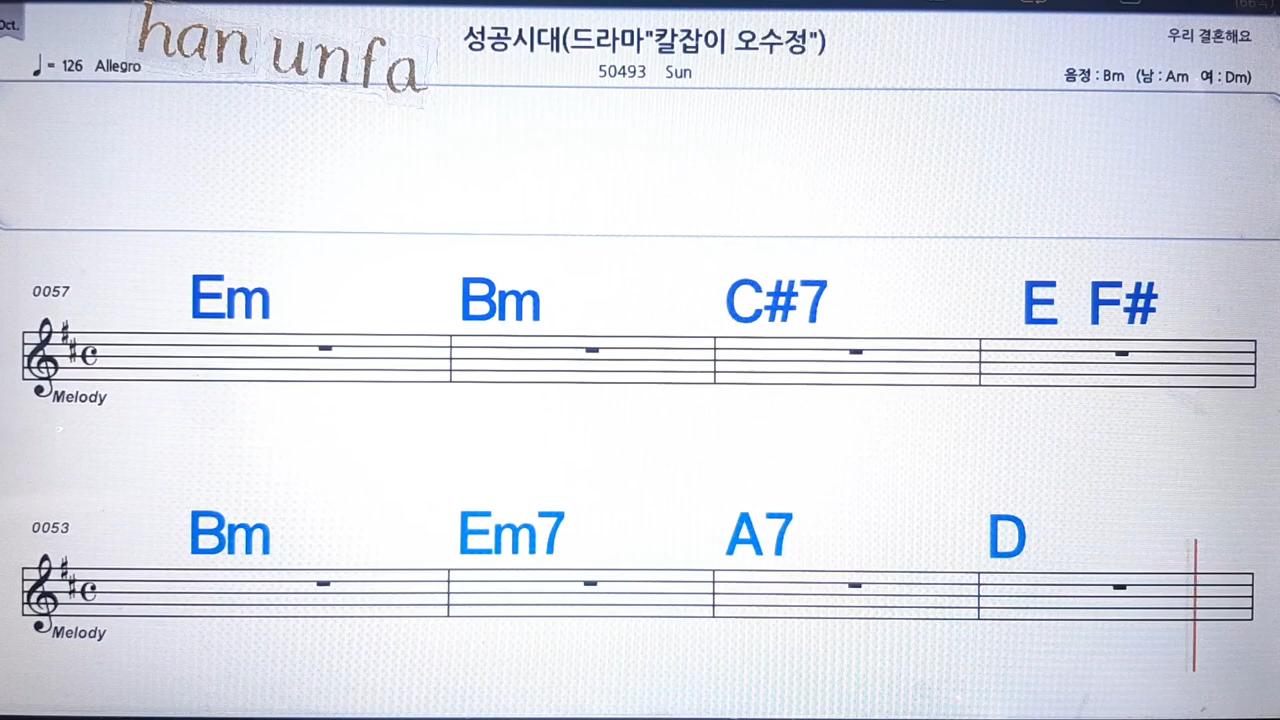 Oct.
han unfa
성공시대(드라마"칼잡이 오수정")
우리 결혼해요
♩= 126 Allegro
50493 Sun
음정 : Bm (남 : Am 여 : Dm)
0057
Em Bm C#7 E F#
Melody
0053
Bm Em7 A7 D
Melody